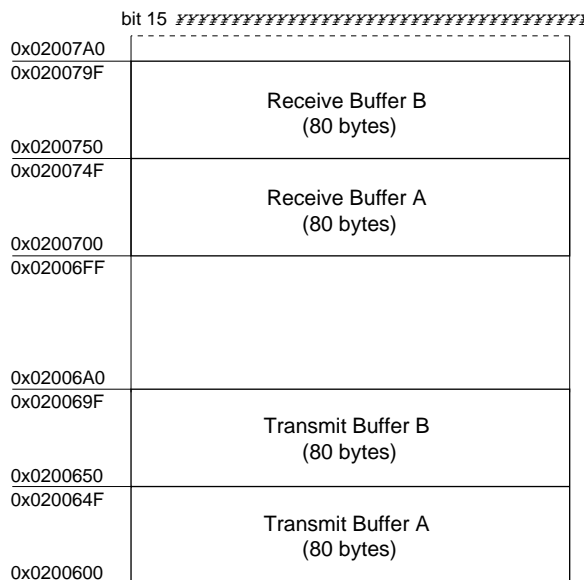 bit 15
0x02007A0
0x020079F
Receive Buffer B
(80 bytes)
0x0200750
0x020074F
Receive Buffer A
(80 bytes)
0x0200700
0x02006FF
0x02006A0
0x020069F
Transmit Buffer B
(80 bytes)
0x0200650
0x020064F
Transmit Buffer A
(80 bytes)
0x0200600